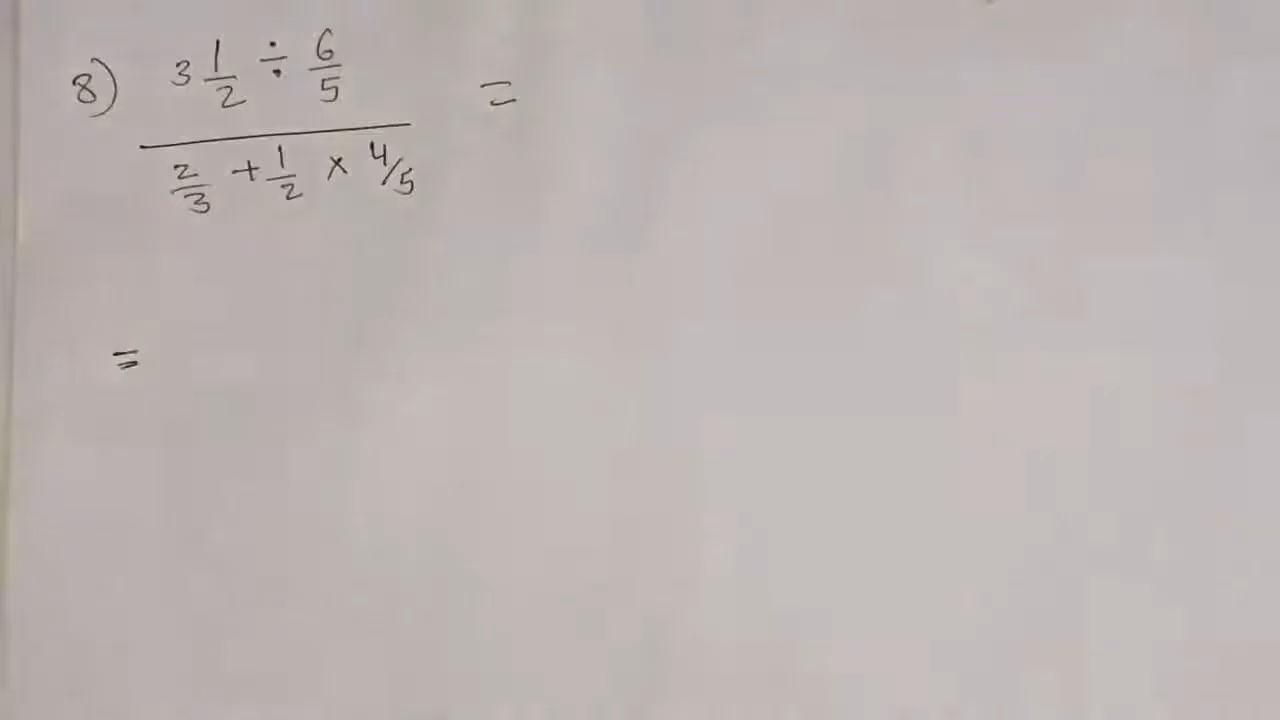 8) 3 1/2 ÷ 6/5 =
2/3 + 1/2 × 4/5
=